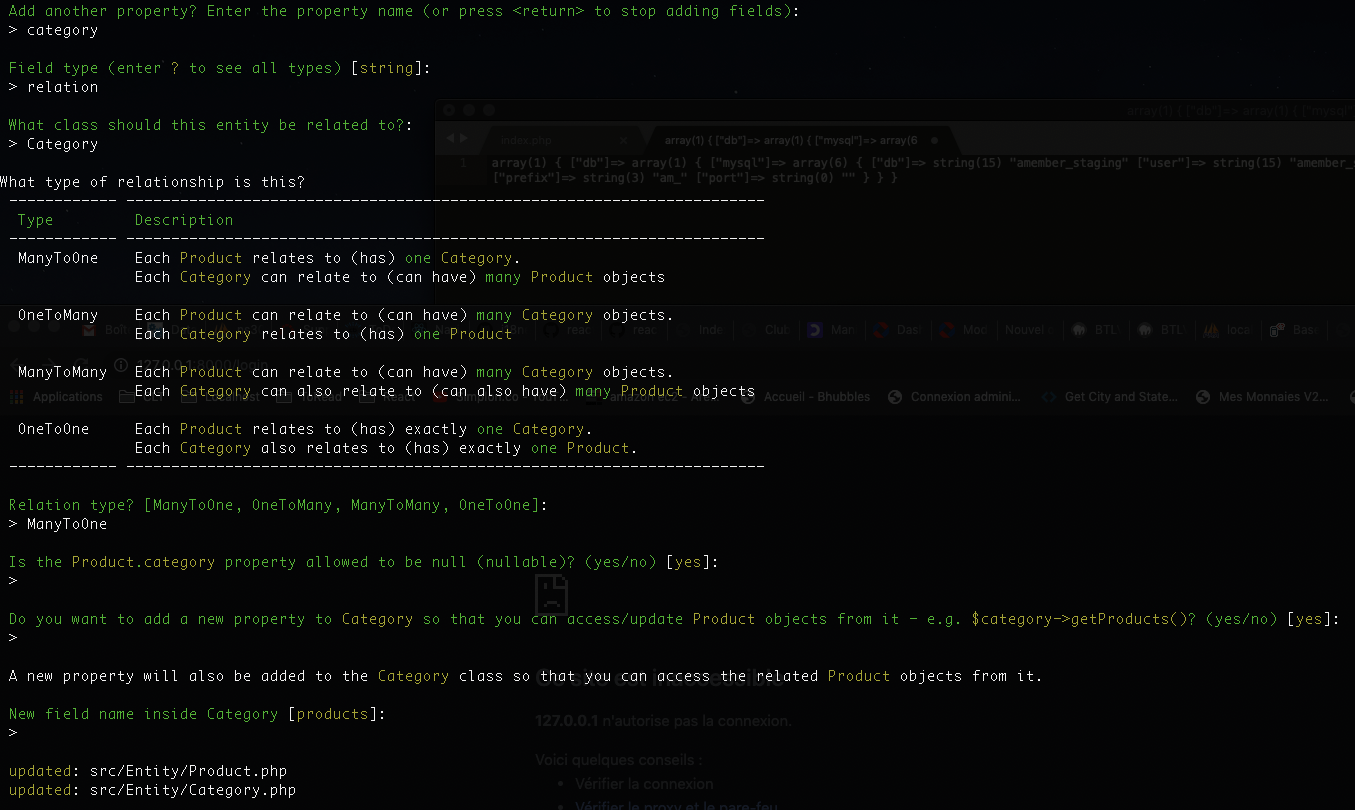 Add another property? Enter the property name (or press <return> to stop adding fields):
> category
Field type (enter ? to see all types) [string]:
> relation
What class should this entity be related to?:
> Category
What type of relationship is this?
------------ ----------------------------------------------------------------------
Type Description
------------ ----------------------------------------------------------------------
ManyToOne Each Product relates to (has) one Category.
Each Category can relate to (can have) many Product objects
OneToMany Each Product can relate to (can have) many Category objects.
Each Category relates to (has) one Product
ManyToMany Each Product can relate to (can have) many Category objects.
Each Category can also relate to (can also have) many Product objects
OneToOne Each Product relates to (has) exactly one Category.
Each Category also relates to (has) exactly one Product.
------------ ----------------------------------------------------------------------
Relation type? [ManyToOne, OneToMany, ManyToMany, OneToOne]:
> ManyToOne
Is the Product.category property allowed to be null (nullable)? (yes/no) [yes]:
>
Do you want to add a new property to Category so that you can access/update Product objects from it - e.g. $category->getProducts()? (yes/no) [yes]:
>
A new property will also be added to the Category class so that you can access the related Product objects from it.
New field name inside Category [products]:
>
updated: src/Entity/Product.php
updated: src/Entity/Category.php
array(1) { ["db"]=> array(1) { ["mysql"]=>
index.php
array(1) { ["db"]=> array(1) { ["mysql"]=> array(6
1 array(1) { ["db"]=> array(1) { ["mysql"]=> array(6) { ["db"]=> string(15) "amember_staging" ["user"]=> string(15) "amember_s
["prefix"]=> string(3) "am_" ["port"]=> string(0) "" } } }
Nouvel
BTL
BTL
loca
127.0.0.1:8000/login
Applications
Accueil - Bhubbles
Connexion admini...
Get City and State...
Mes Monnaies V2...
Ce site est inaccessible
127.0.0.1 n'autorise pas la connexion.
Voici quelques conseils :
Vérifier la connexion
Vérifier le proxy et le pare-feu